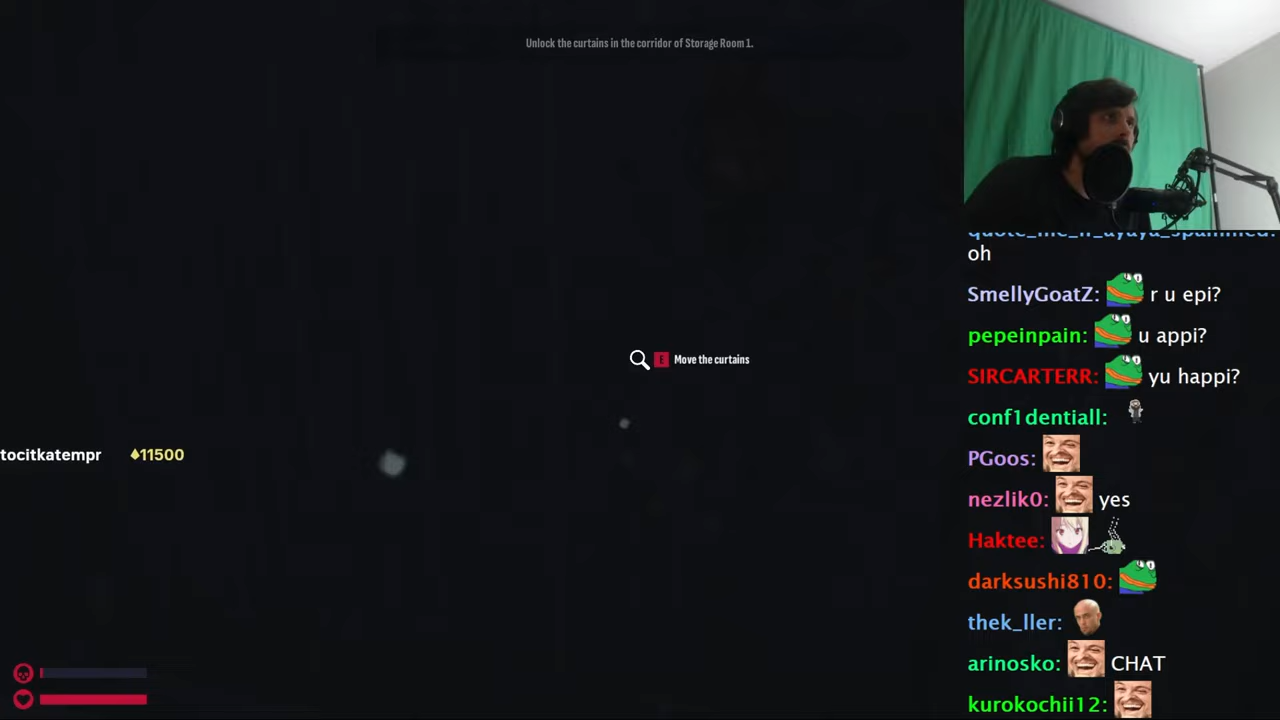 Unlock the curtains in the corridor of Storage Room 1.
E Move the curtains
tocitkatempr 11500
oh
SmellyGoatZ: r u epi?
pepeinpain: u appi?
SIRCARTERR: yu happi?
conf1dentiall:
PGoos:
nezlik0: yes
Haktee:
darksushi810:
thek_ller:
arinosko: CHAT
kurokochii12: